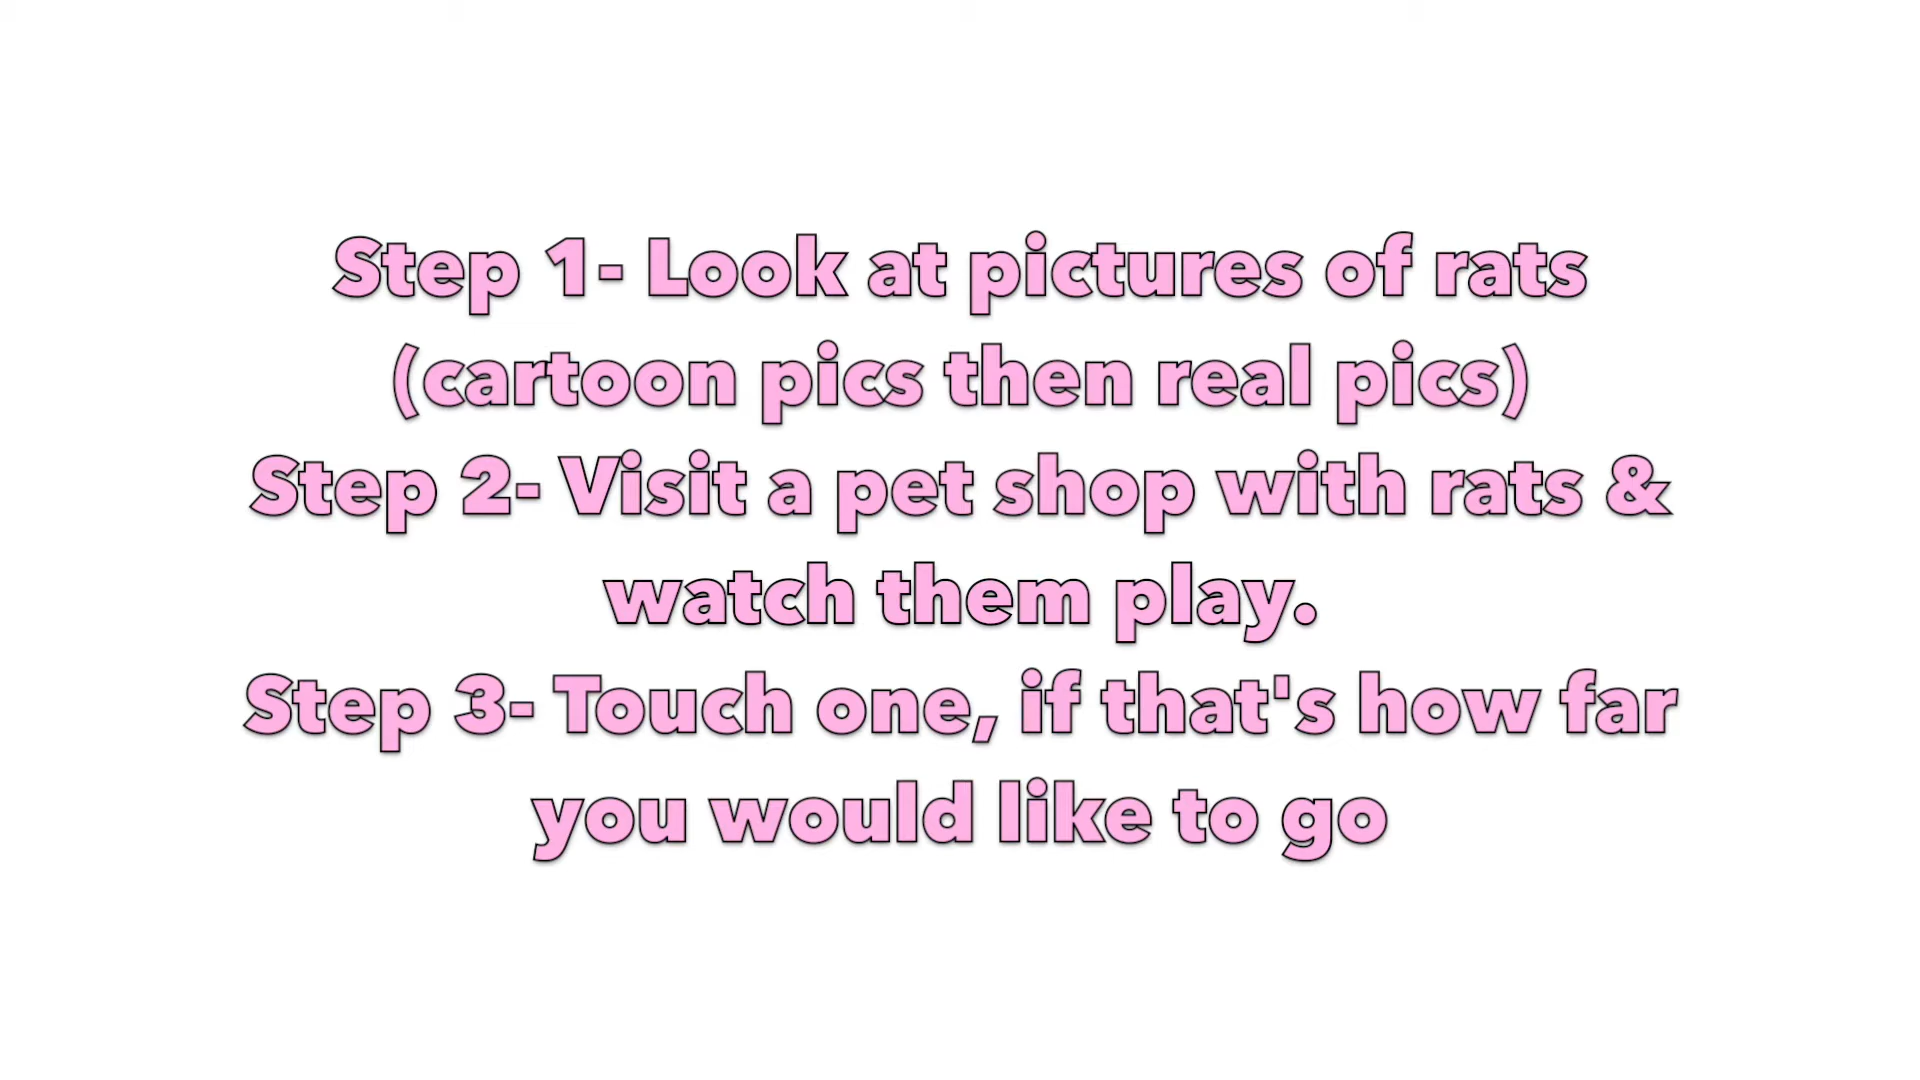 Step 1- Look at pictures of rats
(cartoon pics then real pics)
Step 2- Visit a pet shop with rats &
watch them play.
Step 3- Touch one, if that's how far
you would like to go